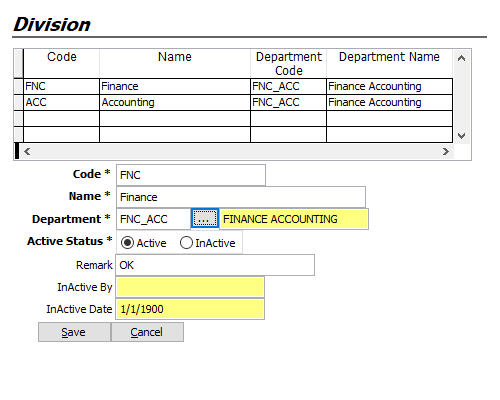 Division
Code Name Department Code Department Name
FNC Finance FNC_ACC Finance Accounting
ACC Accounting FNC_ACC Finance Accounting
Code * FNC
Name * Finance
Department * FNC_ACC ... FINANCE ACCOUNTING
Active Status * Active InActive
Remark OK
InActive By
InActive Date 1/1/1900
Save Cancel